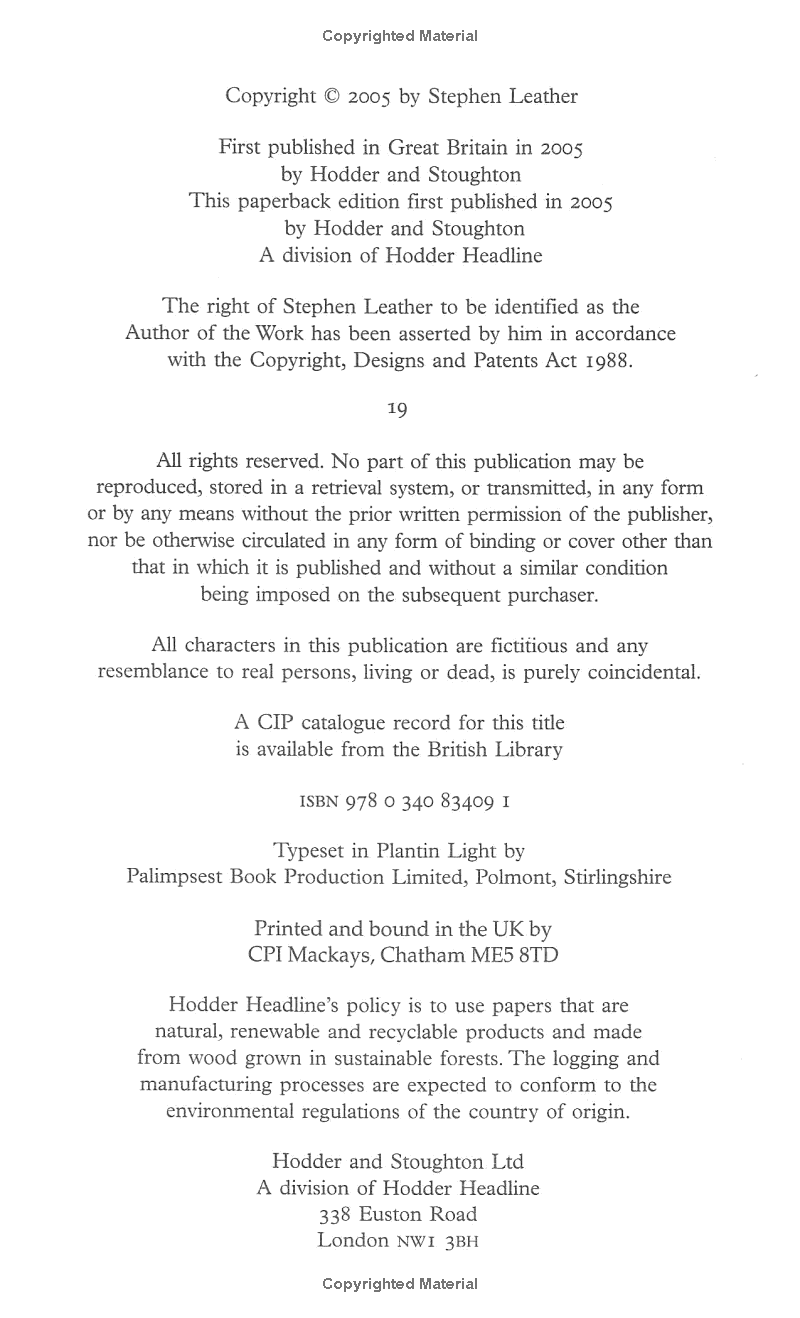 Copyrighted Material
Copyright © 2005 by Stephen Leather
First published in Great Britain in 2005
by Hodder and Stoughton
This paperback edition first published in 2005
by Hodder and Stoughton
A division of Hodder Headline
The right of Stephen Leather to be identified as the
Author of the Work has been asserted by him in accordance
with the Copyright, Designs and Patents Act 1988.
19
All rights reserved. No part of this publication may be
reproduced, stored in a retrieval system, or transmitted, in any form
or by any means without the prior written permission of the publisher,
nor be otherwise circulated in any form of binding or cover other than
that in which it is published and without a similar condition
being imposed on the subsequent purchaser.
All characters in this publication are fictitious and any
resemblance to real persons, living or dead, is purely coincidental.
A CIP catalogue record for this title
is available from the British Library
ISBN 978 0 340 83409 1
Typeset in Plantin Light by
Palimpsest Book Production Limited, Polmont, Stirlingshire
Printed and bound in the UK by
CPI Mackays, Chatham ME5 8TD
Hodder Headline’s policy is to use papers that are
natural, renewable and recyclable products and made
from wood grown in sustainable forests. The logging and
manufacturing processes are expected to conform to the
environmental regulations of the country of origin.
Hodder and Stoughton Ltd
A division of Hodder Headline
338 Euston Road
London NW1 3BH
Copyrighted Material